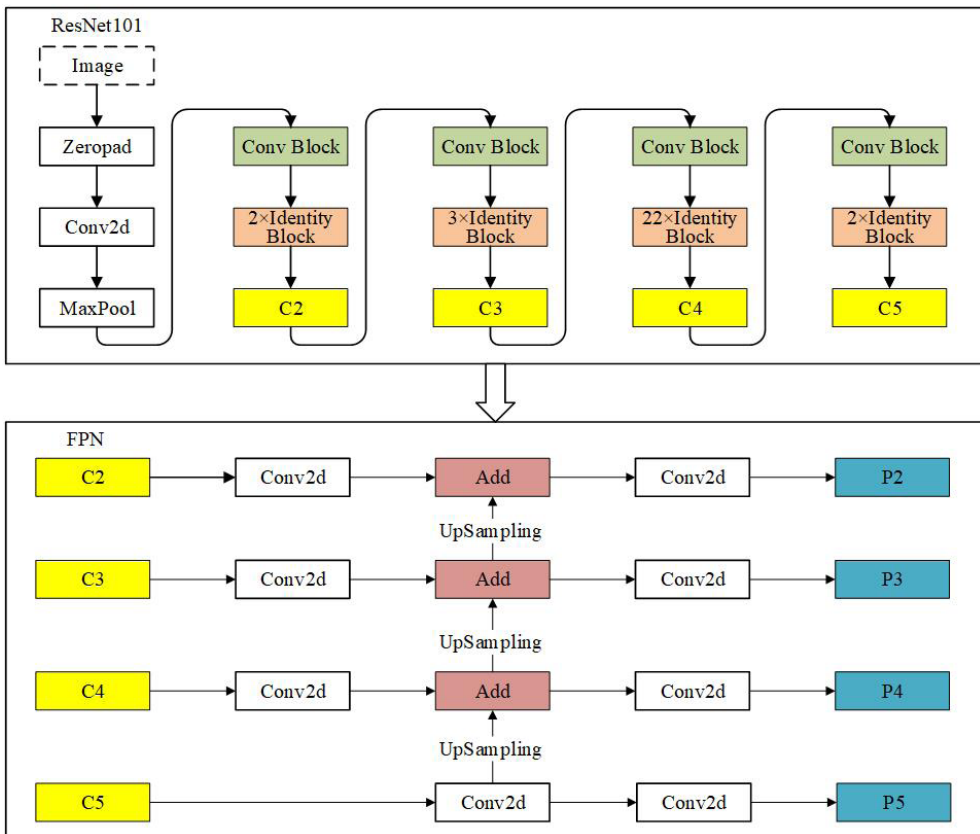 ResNet101
Image
Zeropad
Conv Block
Conv Block
Conv Block
Conv Block
Conv2d
2×Identity
Block
3×Identity
Block
22×Identity
Block
2×Identity
Block
MaxPool
C2
C3
C4
C5
FPN
C2
Conv2d
Add
Conv2d
P2
UpSampling
C3
Conv2d
Add
Conv2d
P3
UpSampling
C4
Conv2d
Add
Conv2d
P4
UpSampling
C5
Conv2d
Conv2d
P5